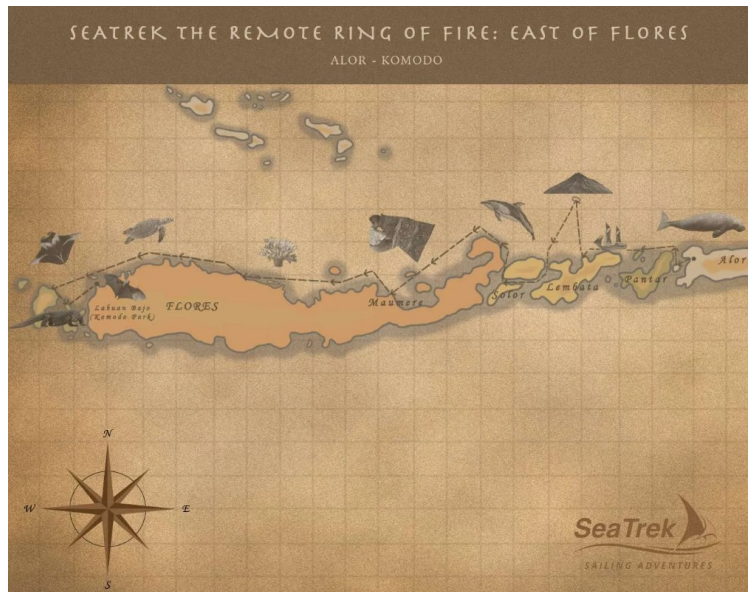 SEATREK THE REMOTE RING OF FIRE: EAST OF FLORES
ALOR - KOMODO
Alor
Pantar
Lembata
Solor
Maumere
FLORES
Labuan Bajo
(Komodo Park)
N
W
E
S
SeaTrek
SAILING ADVENTURES